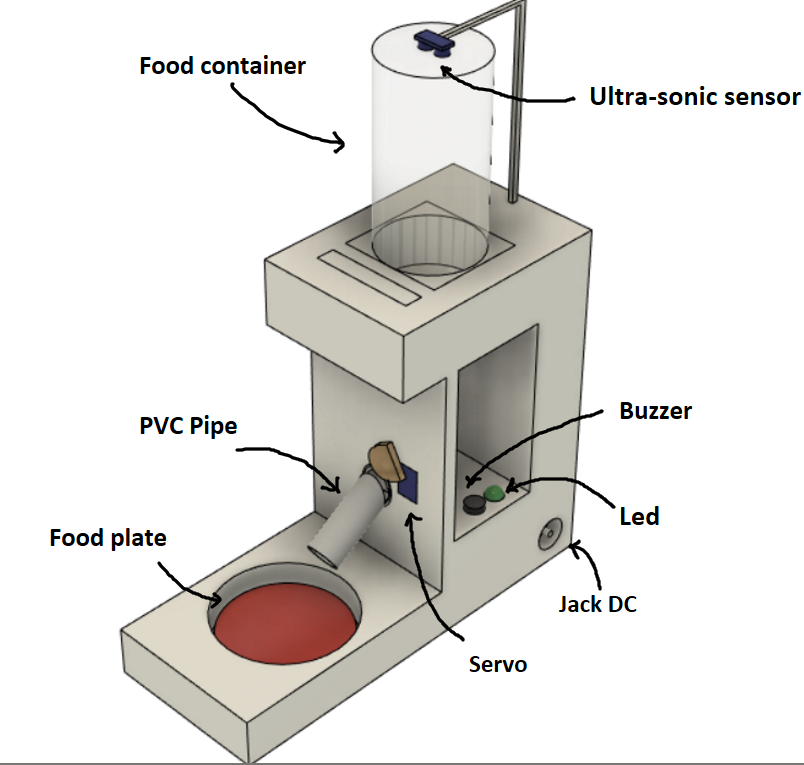 Food container
Ultra-sonic sensor
PVC Pipe
Buzzer
Food plate
Led
Jack DC
Servo